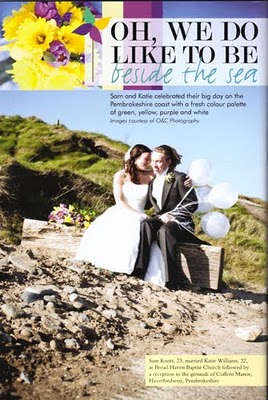 OH, WE DO
LIKE TO BE
beside the sea
Sam and Katie celebrated their big day on the
Pembrokeshire coast with a fresh colour palette
of green, yellow, purple and white
Images courtesy of O&C Photography
Sam Knott, 23, married Katie Williams, 22,
at Broad Haven Baptist Church followed by
a reception in the grounds of Cuffern Manor,
Haverfordwest, Pembrokeshire